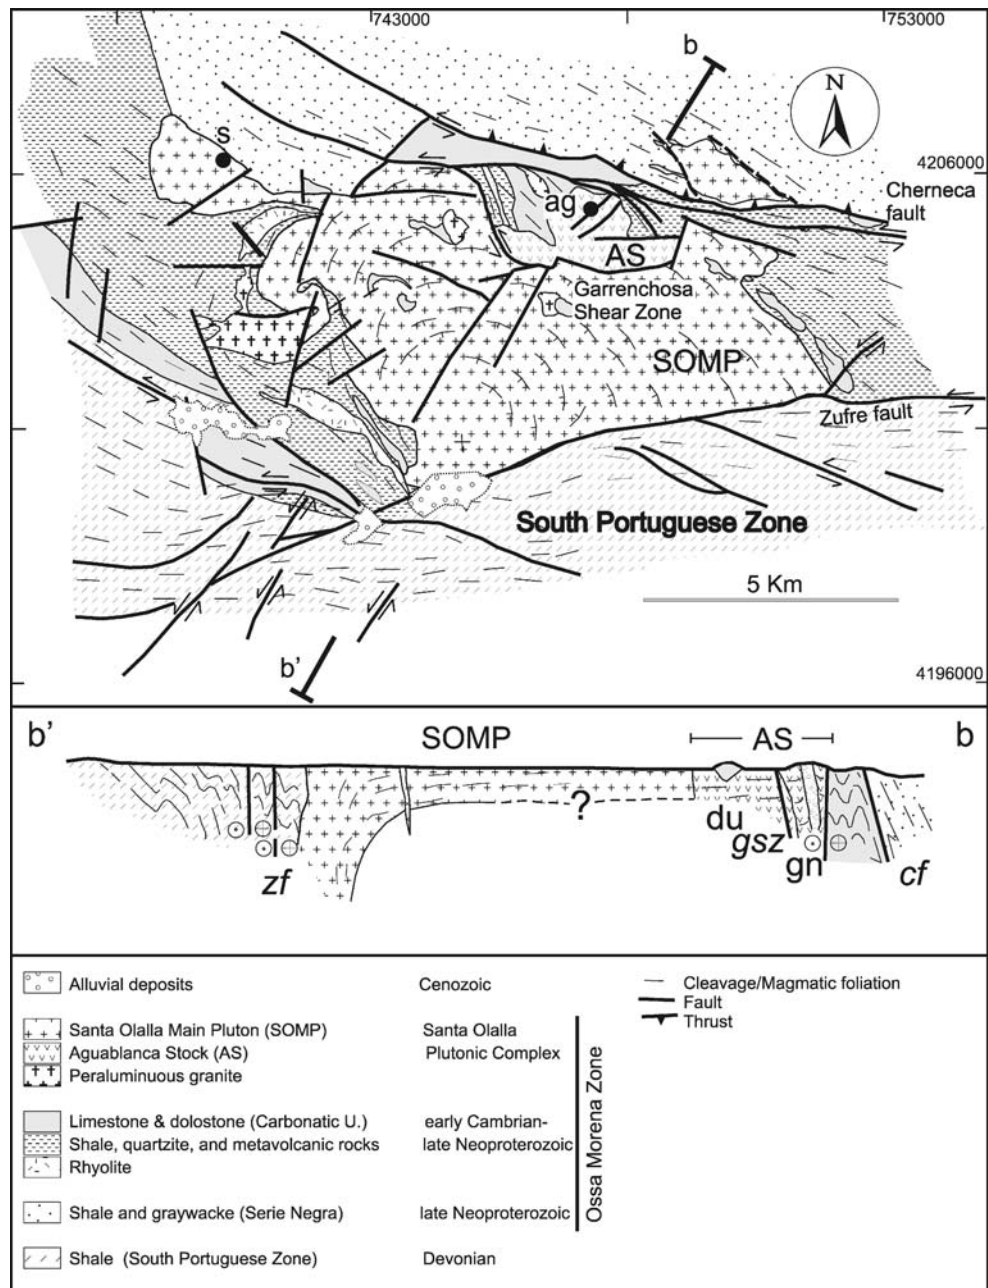 743000
753000
b
N
s
4206000
ag
Cherneca
fault
AS
Garrenchosa
Shear Zone
SOMP
Zufre fault
South Portuguese Zone
5 Km
b'
4196000
b'
SOMP
AS
b
?
du
gsz
gn
zf
cf
Alluvial deposits
Cenozoic
Cleavage/Magmatic foliation
Fault
Thrust
Santa Olalla Main Pluton (SOMP)
Santa Olalla
Aguablanca Stock (AS)
Plutonic Complex
Peraluminuous granite
Limestone & dolostone (Carbonatic U.)
early Cambrian-
Shale, quartzite, and metavolcanic rocks
late Neoproterozoic
Rhyolite
Ossa Morena Zone
Shale and graywacke (Serie Negra)
late Neoproterozoic
Shale (South Portuguese Zone)
Devonian